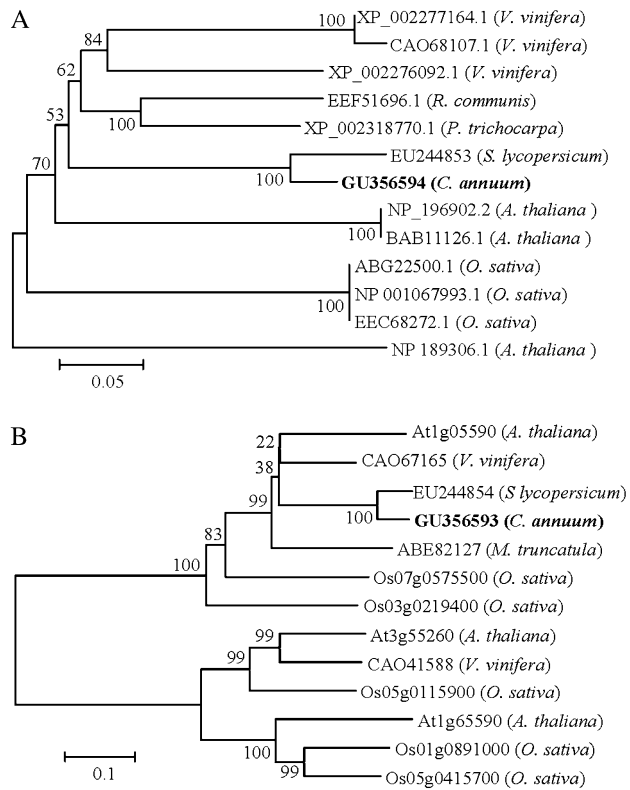 A
100
XP_002277164.1 (V. vinifera)
84
CAO68107.1 (V. vinifera)
62
XP_002276092.1 (V. vinifera)
EEF51696.1 (R. communis)
53
100
XP_002318770.1 (P. trichocarpa)
70
EU244853 (S. lycopersicum)
100
GU356594 (C. annuum)
NP_196902.2 (A. thaliana )
100
BAB11126.1 (A. thaliana )
ABG22500.1 (O. sativa)
NP 001067993.1 (O. sativa)
100
EEC68272.1 (O. sativa)
NP 189306.1 (A. thaliana )
0.05
B
At1g05590 (A. thaliana)
22
CAO67165 (V. vinifera)
38
EU244854 (S lycopersicum)
99
100
GU356593 (C. annuum)
83
ABE82127 (M. truncatula)
100
Os07g0575500 (O. sativa)
Os03g0219400 (O. sativa)
99
At3g55260 (A. thaliana)
99
CAO41588 (V. vinifera)
Os05g0115900 (O. sativa)
At1g65590 (A. thaliana)
100
Os01g0891000 (O. sativa)
99
Os05g0415700 (O. sativa)
0.1